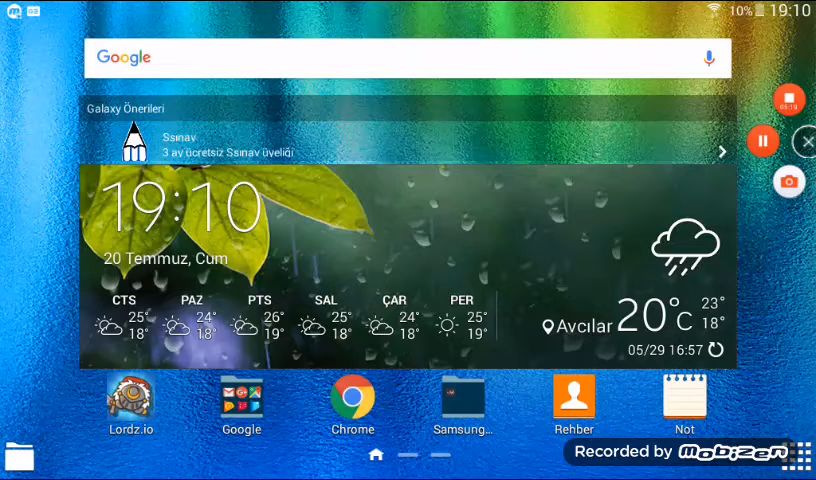 10% 19:10
Google
05:19
Galaxy Önerileri
Ssınav
3 ay ücretsiz Ssınav üyeliği
19:10
20 Temmuz, Cum
CTS PAZ PTS SAL ÇAR PER
25° 24° 26° 25° 24° 25°
18° 18° 19° 18° 18° 19°
Avcılar 20°C 23° 18°
05/29 16:57
Lordz.io Google Chrome Samsung... Rehber Not
Recorded by Mobizen